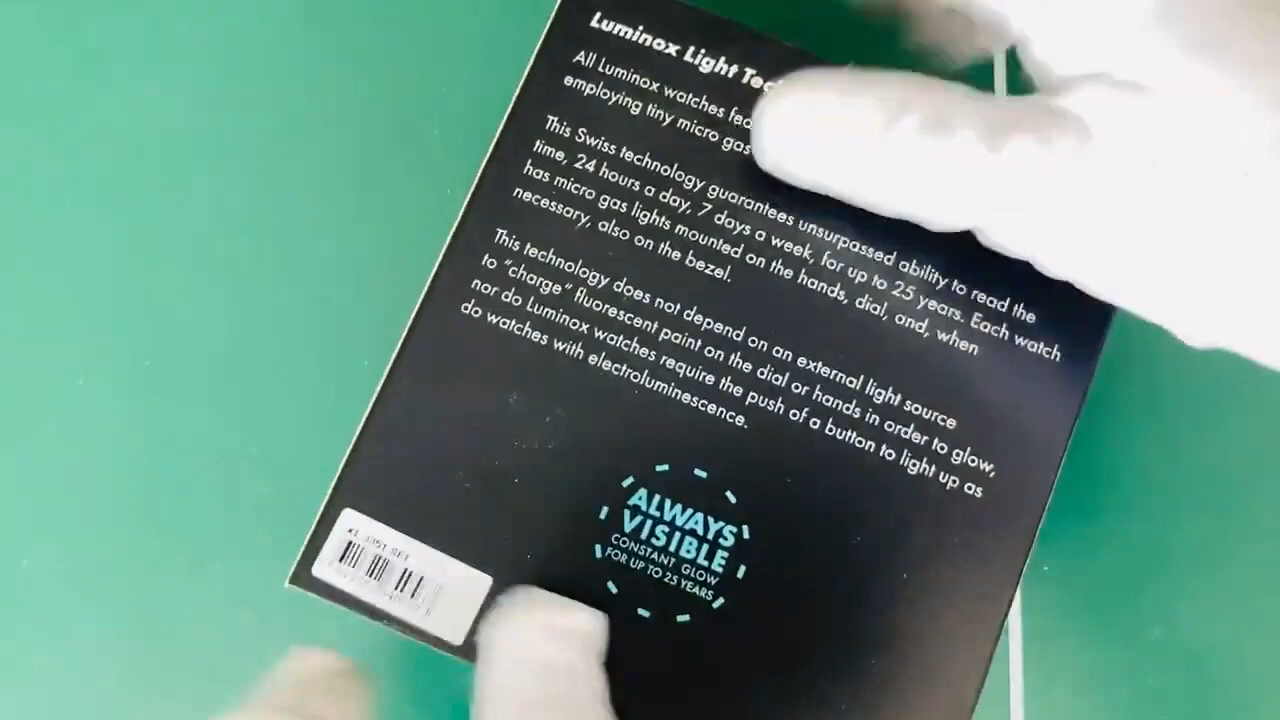 Luminox Light
All Luminox watches
employing tiny micro gas
This Swiss technology guarantees unsurpassed ability to read the
time, 24 hours a day, 7 days a week, for up to 25 years. Each watch
has micro gas lights mounted on the hands, dial, and, when
necessary, also on the bezel.
This technology does not depend on an external light source
to “charge” fluorescent paint on the dial or hands in order to glow,
nor do Luminox watches require the push of a button to light up as
do watches with electroluminescence.
ALWAYS
VISIBLE
CONSTANT GLOW
FOR UP TO 25 YEARS